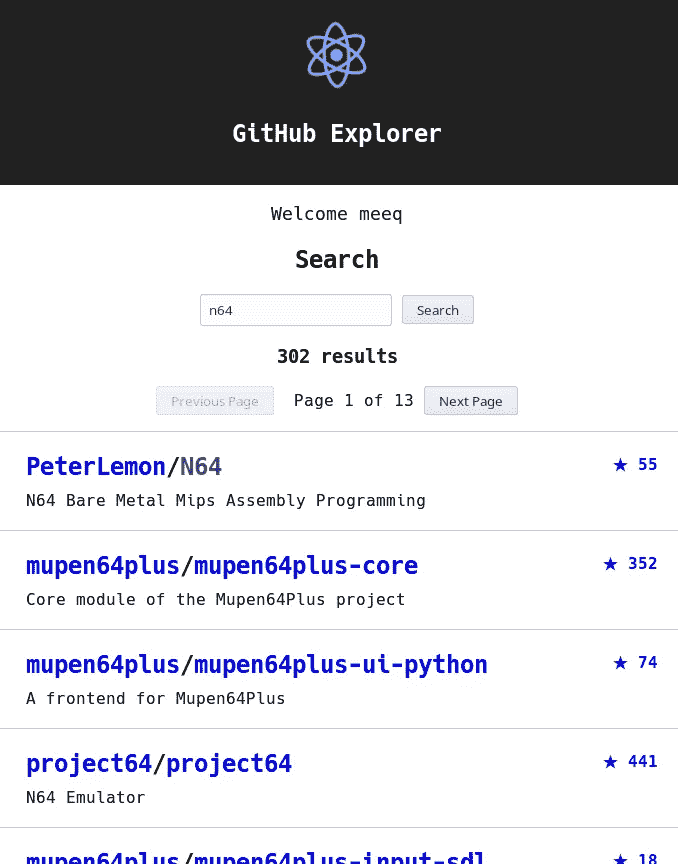 GitHub Explorer
Welcome meeq
Search
n64 Search
302 results
Previous Page Page 1 of 13 Next Page
PeterLemon/N64 ★ 55
N64 Bare Metal Mips Assembly Programming
mupen64plus/mupen64plus-core ★ 352
Core module of the Mupen64Plus project
mupen64plus/mupen64plus-ui-python ★ 74
A frontend for Mupen64Plus
project64/project64 ★ 441
N64 Emulator
mupen64plus/mupen64plus-input-sdl ★ 18